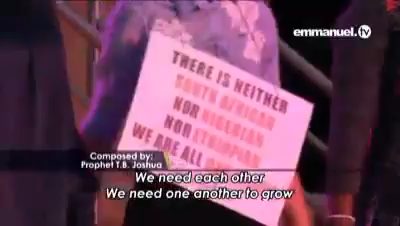 emmanuel.tv
THERE IS NEITHER
SOUTH AFRICAN
NOR NIGERIAN
NOR ETHIOPIAN
WE ARE ALL
Composed by:
Prophet T.B. Joshua
We need each other
We need one another to grow